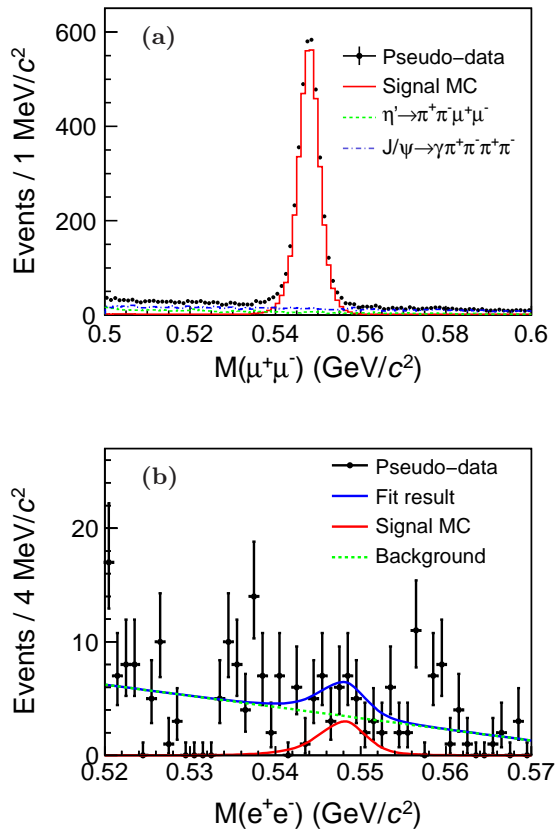 (a)
Pseudo-data
Signal MC
η'→π⁺π⁻μ⁺μ⁻
J/ψ→γπ⁺π⁻π⁺π⁻
Events / 1 MeV/c²
600
400
200
0
0.5 0.52 0.54 0.56 0.58 0.6
M(μ⁺μ⁻) (GeV/c²)
(b)
Pseudo-data
Fit result
Signal MC
Background
Events / 4 MeV/c²
20
10
0
0.52 0.53 0.54 0.55 0.56 0.57
M(e⁺e⁻) (GeV/c²)